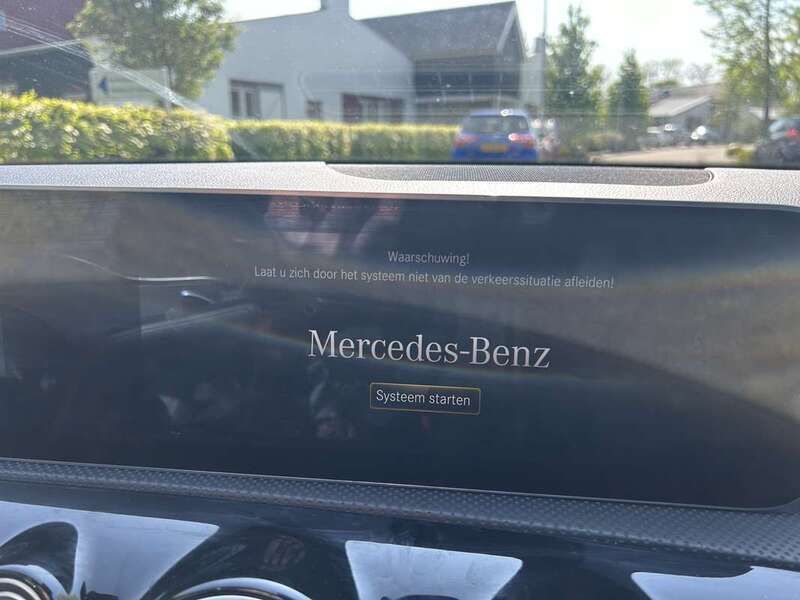 Waarschuwing!
Laat u zich door het systeem niet van de verkeerssituatie afleiden!
Mercedes-Benz
Systeem starten